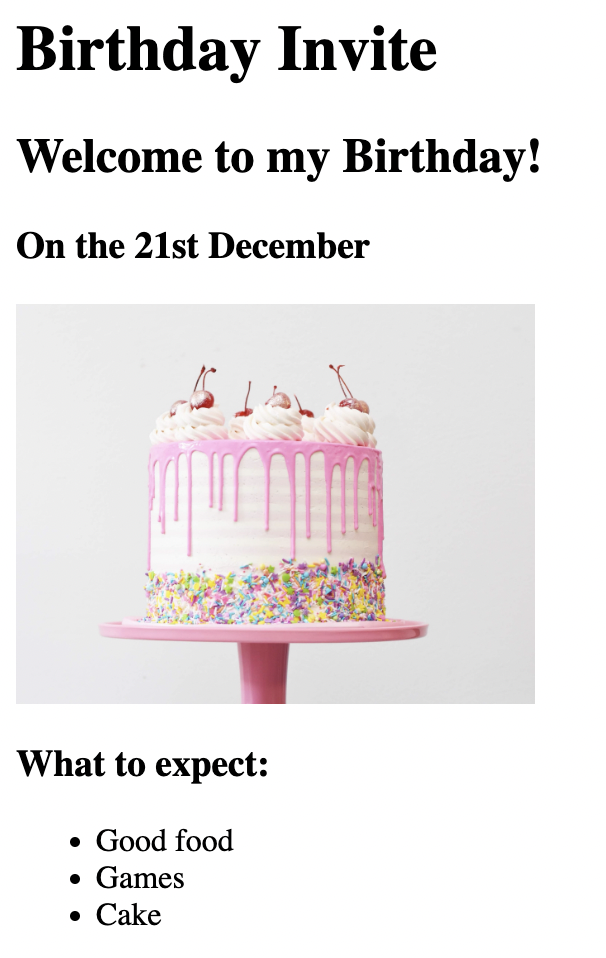 Birthday Invite
Welcome to my Birthday!
On the 21st December
What to expect:
• Good food
• Games
• Cake